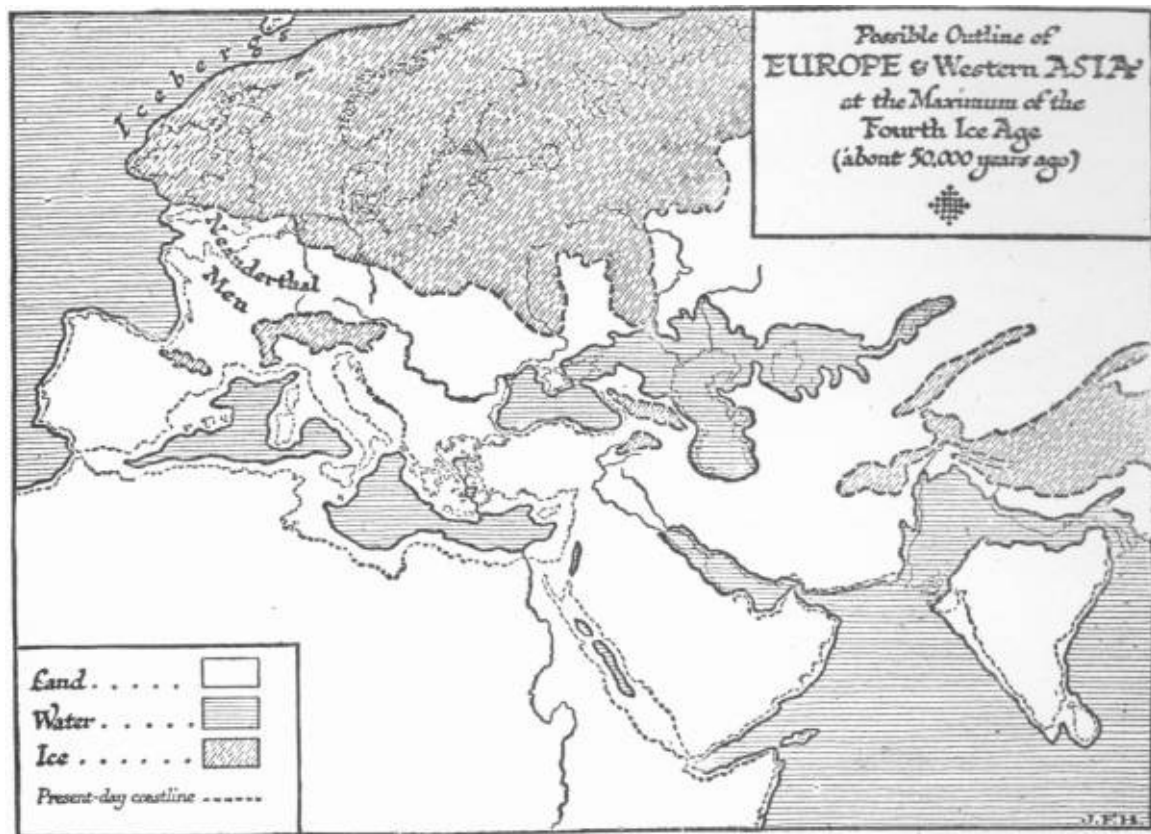 Possible Outline of
EUROPE & Western ASIA
at the Maximum of the
Fourth Ice Age
(about 50,000 years ago)
Icebergs
Neanderthal
Men
Land . . . . . .
Water . . . . .
Ice . . . . . .
Present-day coastline
J.F.H.